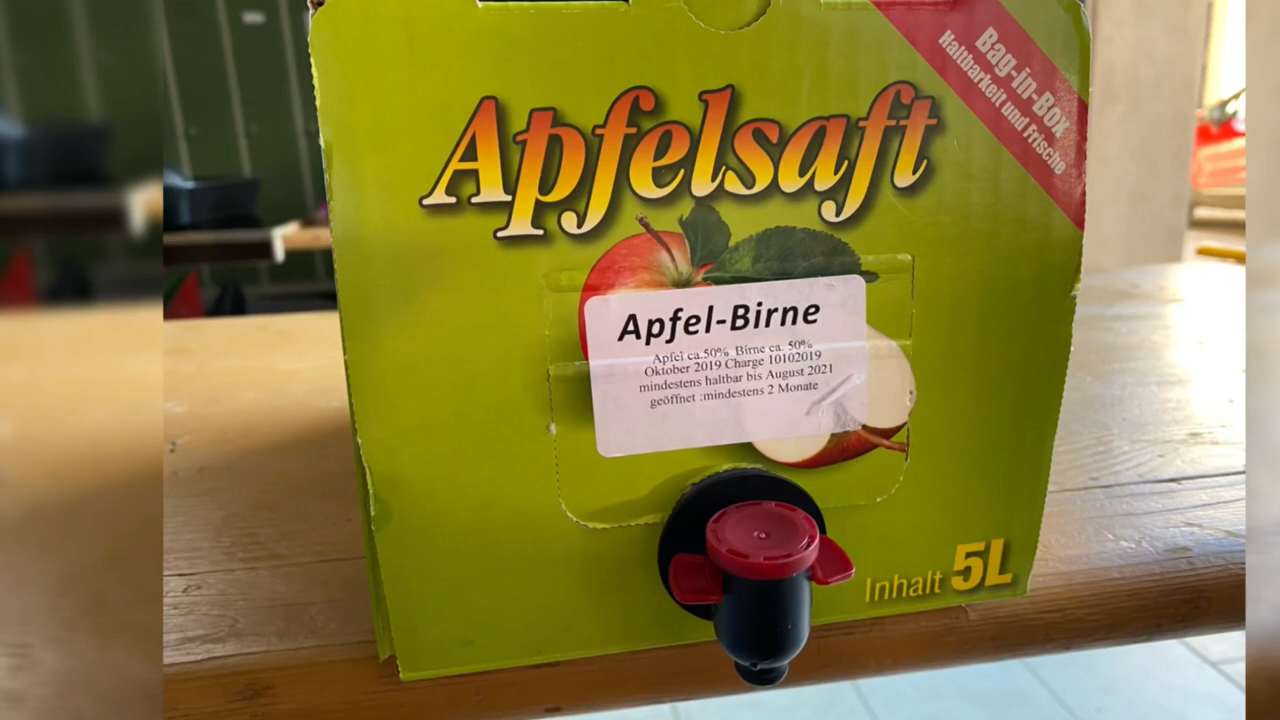 Bag-in-Box
Haltbarkeit und Frische
Apfelsaft
Apfel-Birne
Apfel ca.50% Birne ca. 50%
Oktober 2019 Charge 10102019
mindestens haltbar bis August 2021
geöffnet :mindestens 2 Monate
Inhalt 5L